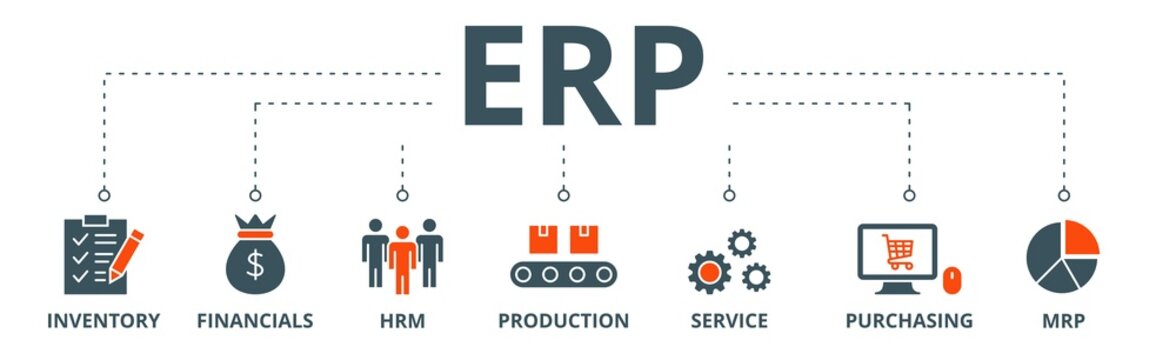 ERP
$
INVENTORY FINANCIALS HRM PRODUCTION SERVICE PURCHASING MRP